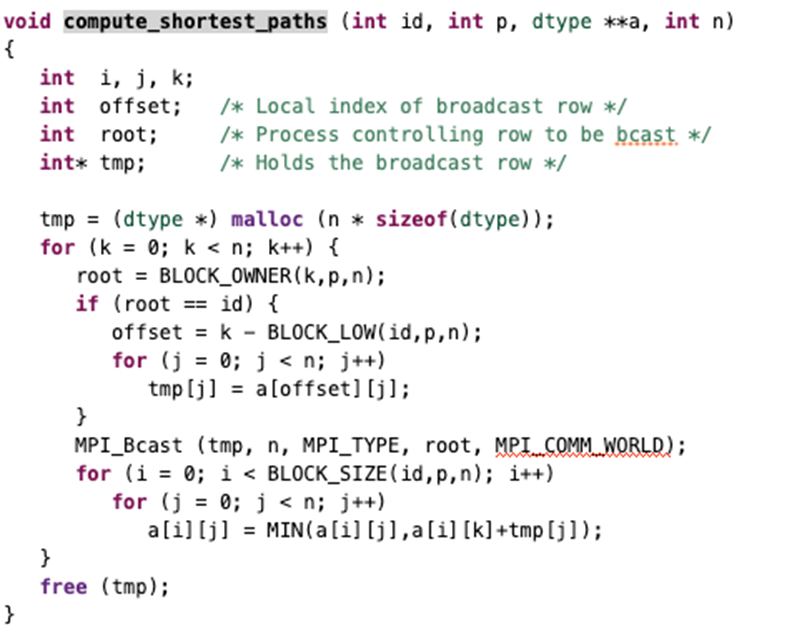 void compute_shortest_paths (int id, int p, dtype **a, int n)
{
   int  i, j, k;
   int  offset;   /* Local index of broadcast row */
   int  root;     /* Process controlling row to be bcast */
   int* tmp;      /* Holds the broadcast row */

   tmp = (dtype *) malloc (n * sizeof(dtype));
   for (k = 0; k < n; k++) {
      root = BLOCK_OWNER(k,p,n);
      if (root == id) {
         offset = k - BLOCK_LOW(id,p,n);
         for (j = 0; j < n; j++)
            tmp[j] = a[offset][j];
      }
      MPI_Bcast (tmp, n, MPI_TYPE, root, MPI_COMM_WORLD);
      for (i = 0; i < BLOCK_SIZE(id,p,n); i++)
         for (j = 0; j < n; j++)
            a[i][j] = MIN(a[i][j],a[i][k]+tmp[j]);
   }
   free (tmp);
}